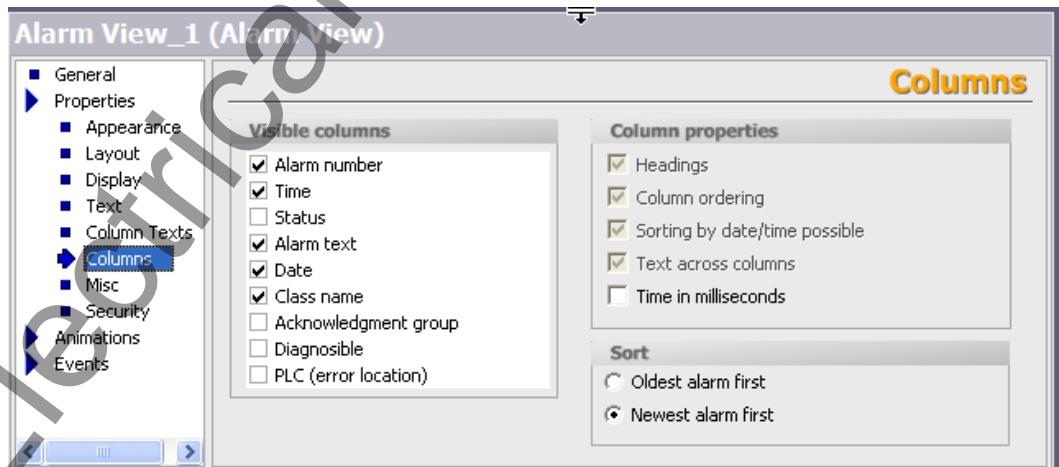 Alarm View_1 (Alarm View)
General
Properties
Appearance
Layout
Display
Text
Column Texts
Columns
Misc
Security
Animations
Events
Columns
Visible columns
Alarm number
Time
Status
Alarm text
Date
Class name
Acknowledgment group
Diagnosible
PLC (error location)
Column properties
Headings
Column ordering
Sorting by date/time possible
Text across columns
Time in milliseconds
Sort
Oldest alarm first
Newest alarm first
lectrical